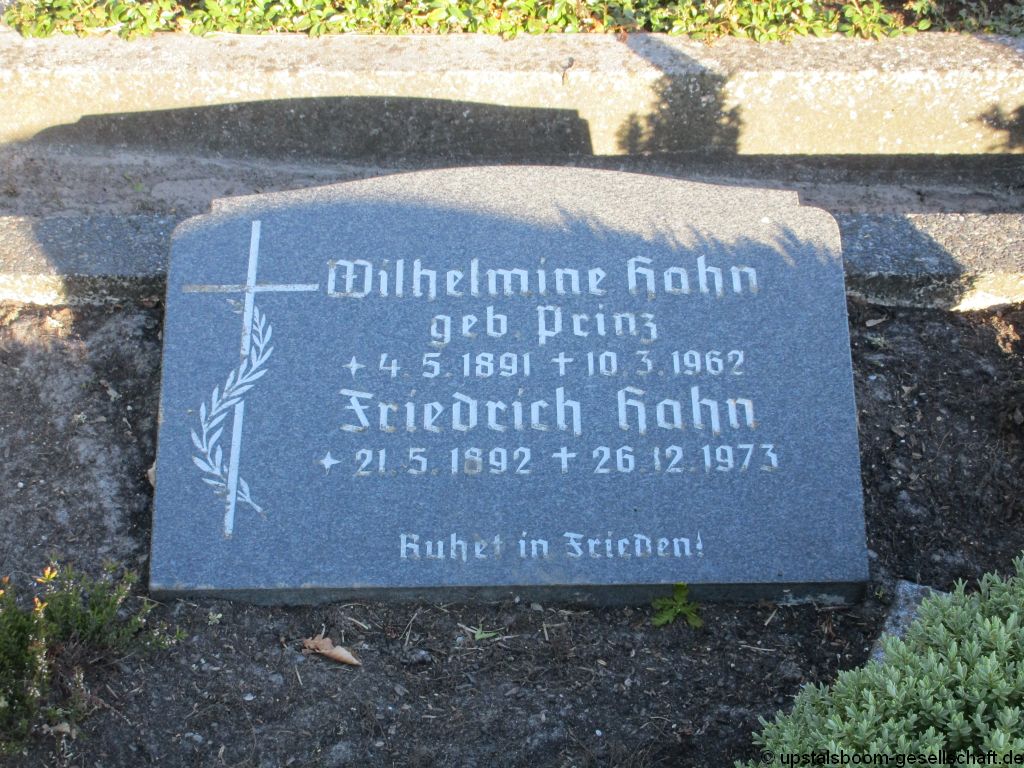 Wilhelmine Hahn
geb. Prinz
✦ 4. 5. 1891 ✝ 10. 3. 1962
Friedrich Hahn
✦ 21. 5. 1892 ✝ 26. 12. 1973
Ruhet in Frieden!
© upstalsboom-gesellschaft.de